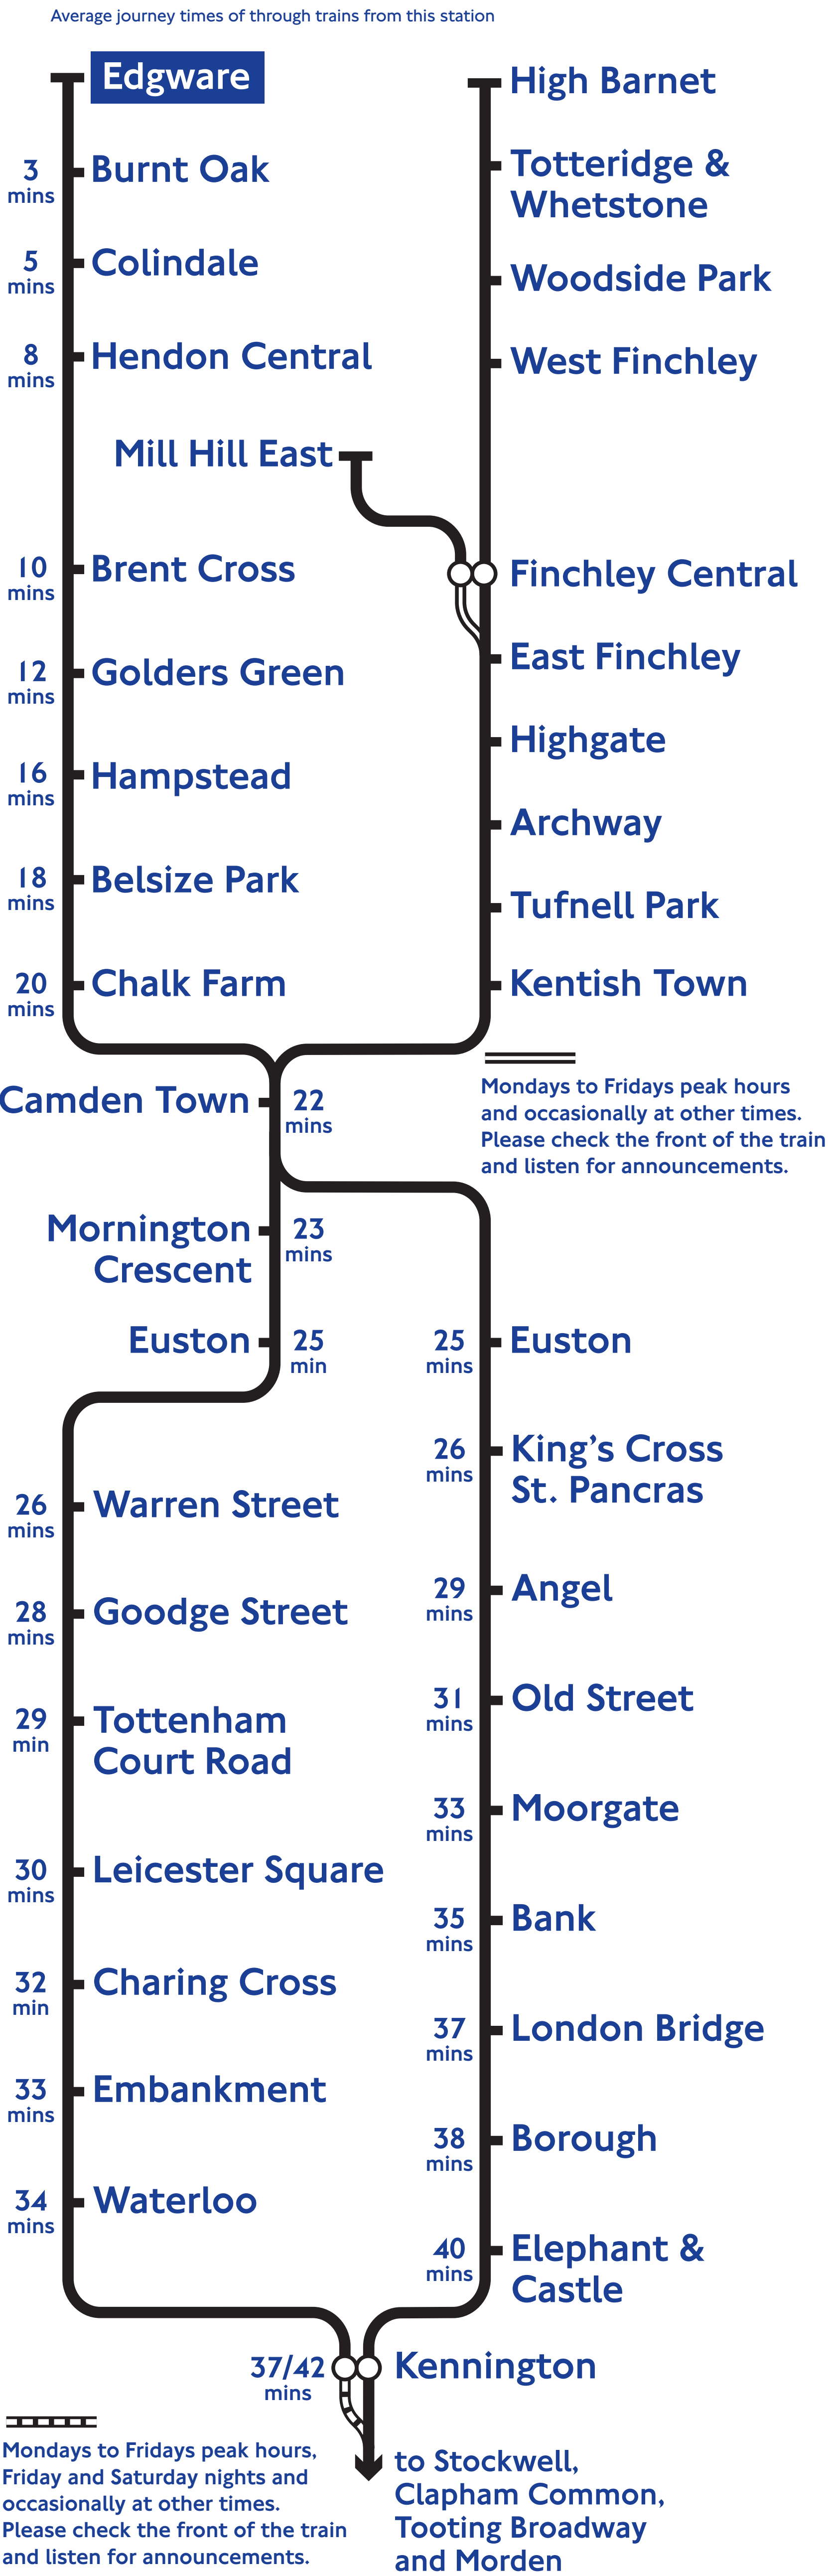 Average journey times of through trains from this station
Edgware
3
mins
Burnt Oak
5
mins
Colindale
8
mins
Hendon Central
Mill Hill East
10
mins
Brent Cross
12
mins
Golders Green
16
mins
Hampstead
18
mins
Belsize Park
20
mins
Chalk Farm
High Barnet
Totteridge &
Whetstone
Woodside Park
West Finchley
Finchley Central
East Finchley
Highgate
Archway
Tufnell Park
Kentish Town
Mondays to Fridays peak hours
and occasionally at other times.
Please check the front of the train
and listen for announcements.
Camden Town
22
mins
Mornington
Crescent
23
mins
Euston
25
min
26
mins
Warren Street
28
mins
Goodge Street
29
min
Tottenham
Court Road
30
mins
Leicester Square
32
min
Charing Cross
33
mins
Embankment
34
mins
Waterloo
25
mins
Euston
26
mins
King's Cross
St. Pancras
29
mins
Angel
31
mins
Old Street
33
mins
Moorgate
35
mins
Bank
37
mins
London Bridge
38
mins
Borough
40
mins
Elephant &
Castle
37/42
mins
Kennington
Mondays to Fridays peak hours,
Friday and Saturday nights and
occasionally at other times.
Please check the front of the train
and listen for announcements.
to Stockwell,
Clapham Common,
Tooting Broadway
and Morden